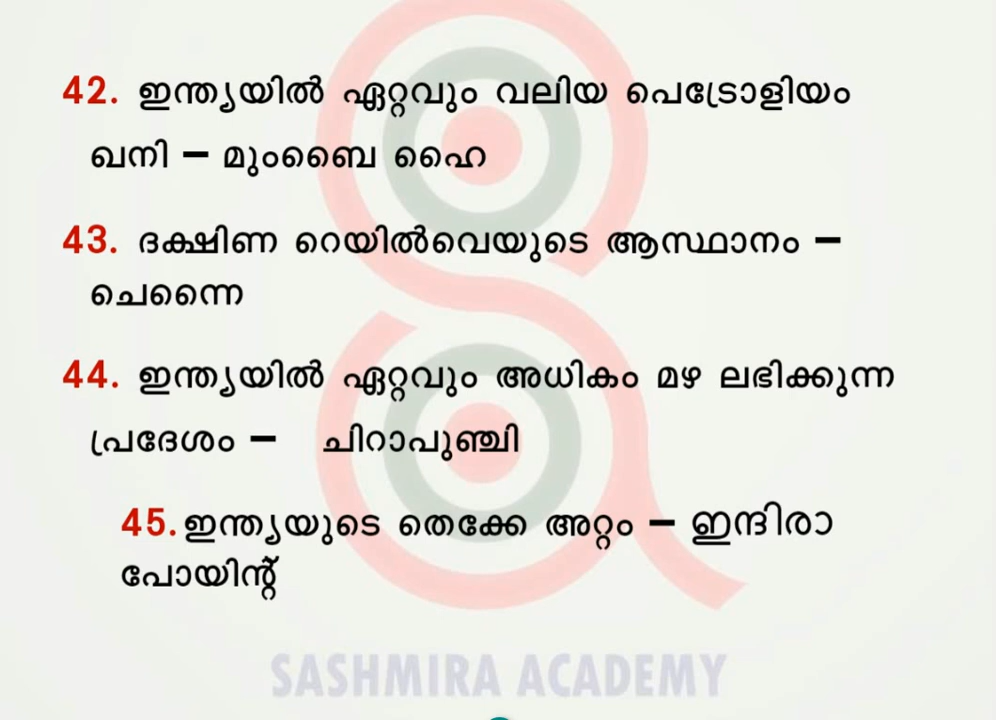 42. ഇന്ത്യയിൽ ഏറ്റവും വലിയ പെട്രോളിയം
ഖനി – മുംബൈ ഹൈ
43. ദക്ഷിണ റെയിൽവെയുടെ ആസ്ഥാനം –
ചെന്നൈ
44. ഇന്ത്യയിൽ ഏറ്റവും അധികം മഴ ലഭിക്കുന്ന
പ്രദേശം – ചിറാപുഞ്ചി
45. ഇന്ത്യയുടെ തെക്കേ അറ്റം – ഇന്ദിരാ
പോയിന്റ്
SASHMIRA ACADEMY